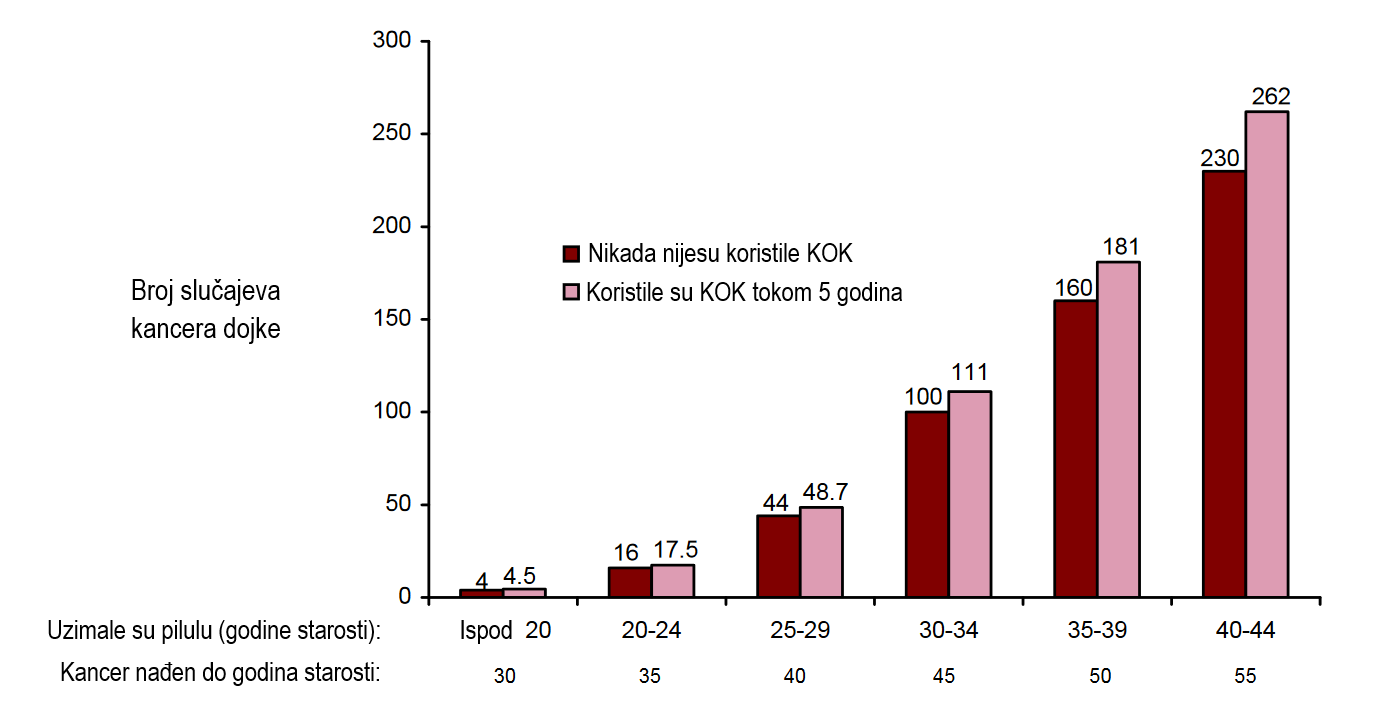 300
250
200
150
100
50
0
Broj slučajeva
kancera dojke
Nikada nijesu koristile KOK
Koristile su KOK tokom 5 godina
4 4.5
16 17.5
44 48.7
100 111
160 181
230 262
Uzimale su pilulu (godine starosti): Ispod 20 20-24 25-29 30-34 35-39 40-44
Kancer nađen do godina starosti: 30 35 40 45 50 55